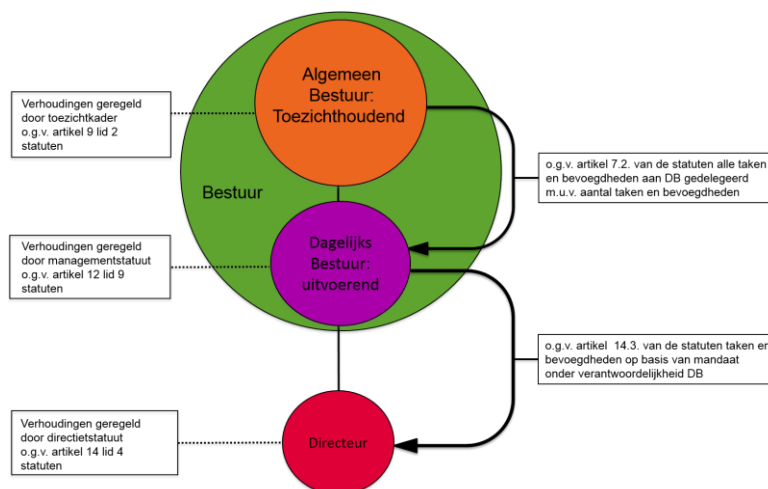 Algemeen
Bestuur:
Toezichthoudend
Verhoudingen geregeld
door toezichtkader
o.g.v. artikel 9 lid 2
statuten
o.g.v. artikel 7.2. van de statuten alle taken
en bevoegdheden aan DB gedelegeerd
m.u.v. aantal taken en bevoegdheden
Bestuur
Verhoudingen geregeld
door managementstatuut
o.g.v. artikel 12 lid 9
statuten
Dagelijks
Bestuur:
uitvoerend
o.g.v. artikel 14.3. van de statuten taken en
bevoegdheden op basis van mandaat
onder verantwoordelijkheid DB
Verhoudingen geregeld
door directietstatuut
o.g.v. artikel 14 lid 4
statuten
Directeur